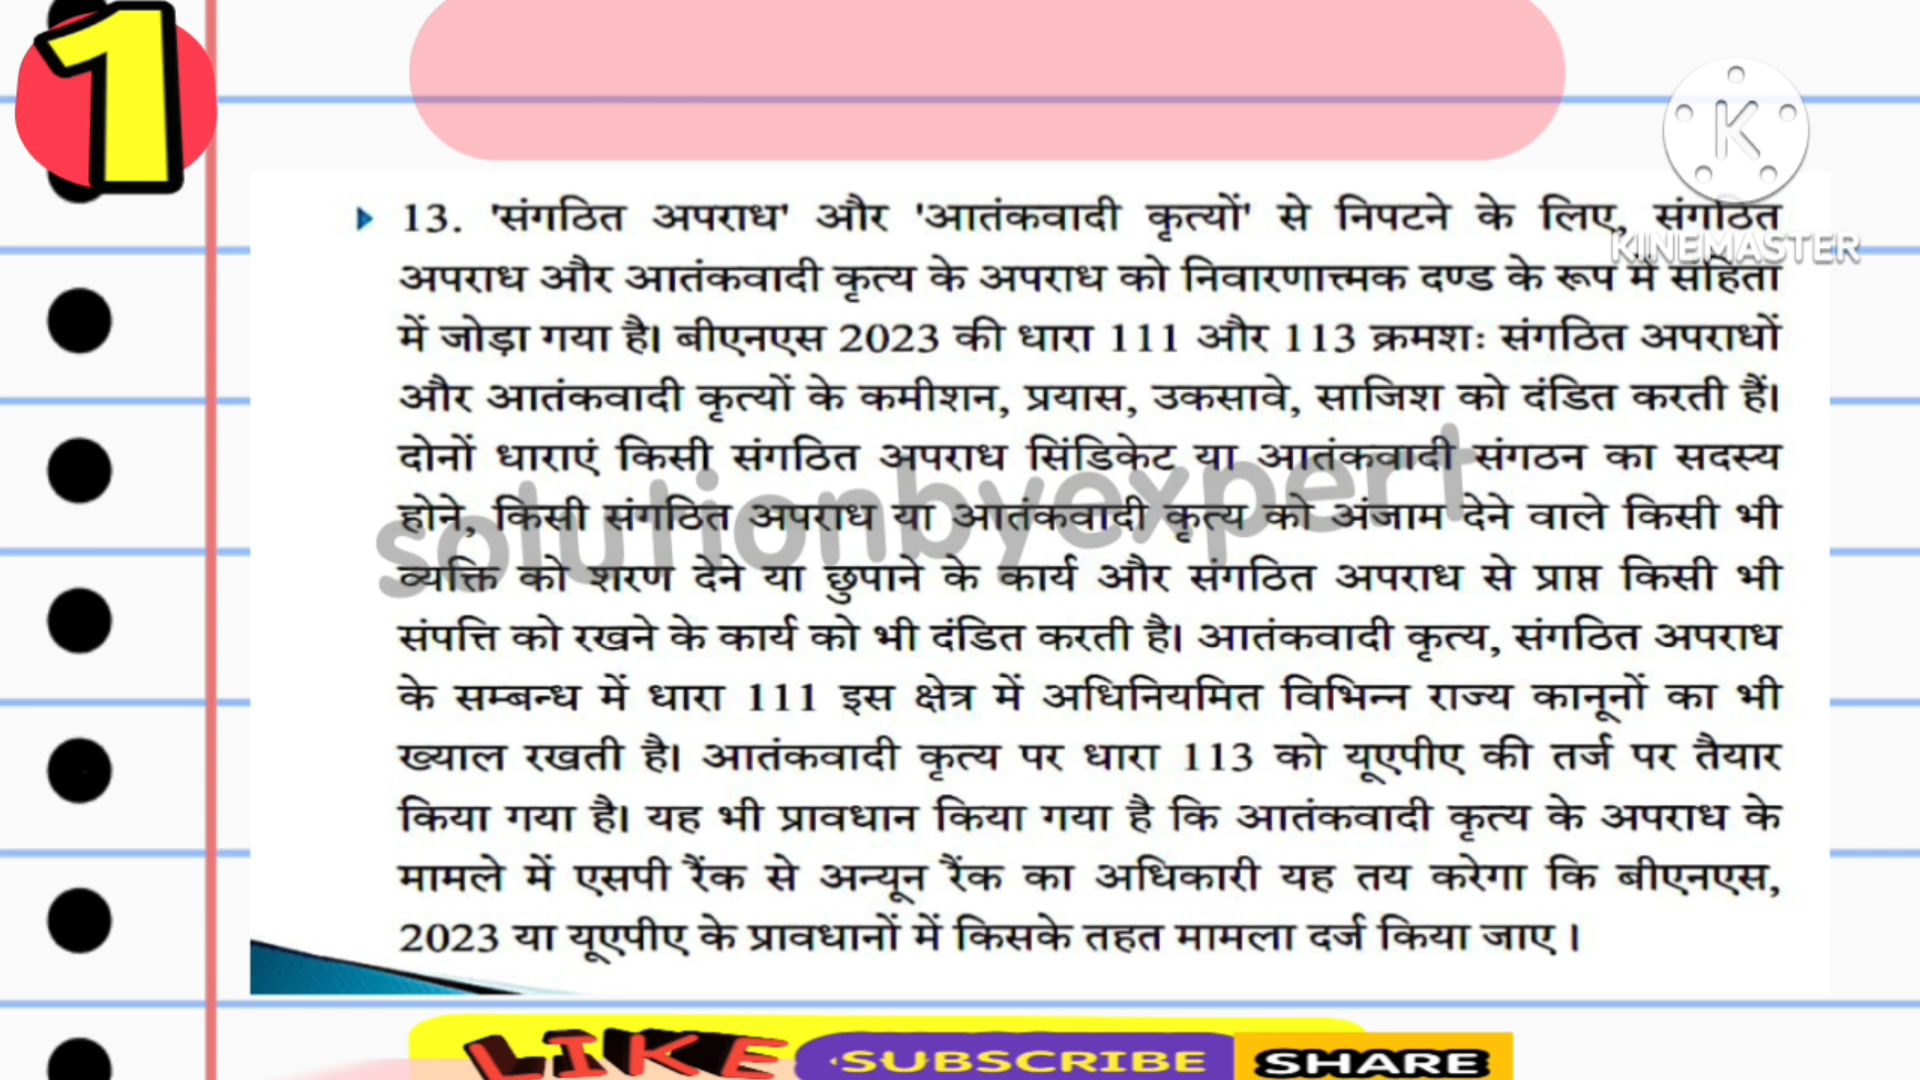 1
K
KINEMASTER
13. 'संगठित अपराध' और 'आतंकवादी कृत्यों' से निपटने के लिए, संगठित
अपराध और आतंकवादी कृत्य के अपराध को निवारणात्त्मक दण्ड के रूप में संहिता
में जोड़ा गया है। बीएनएस 2023 की धारा 111 और 113 क्रमशः संगठित अपराधों
और आतंकवादी कृत्यों के कमीशन, प्रयास, उकसावे, साजिश को दंडित करती हैं।
दोनों धाराएं किसी संगठित अपराध सिंडिकेट या आतंकवादी संगठन का सदस्य
होने, किसी संगठित अपराध या आतंकवादी कृत्य को अंजाम देने वाले किसी भी
व्यक्ति को शरण देने या छुपाने के कार्य और संगठित अपराध से प्राप्त किसी भी
संपत्ति को रखने के कार्य को भी दंडित करती है। आतंकवादी कृत्य, संगठित अपराध
के सम्बन्ध में धारा 111 इस क्षेत्र में अधिनियमित विभिन्न राज्य कानूनों का भी
ख्याल रखती है। आतंकवादी कृत्य पर धारा 113 को यूएपीए की तर्ज पर तैयार
किया गया है। यह भी प्रावधान किया गया है कि आतंकवादी कृत्य के अपराध के
मामले में एसपी रैंक से अन्यून रैंक का अधिकारी यह तय करेगा कि बीएनएस,
2023 या यूएपीए के प्रावधानों में किसके तहत मामला दर्ज किया जाए ।
solutionbyexpert
LIKE SUBSCRIBE SHARE